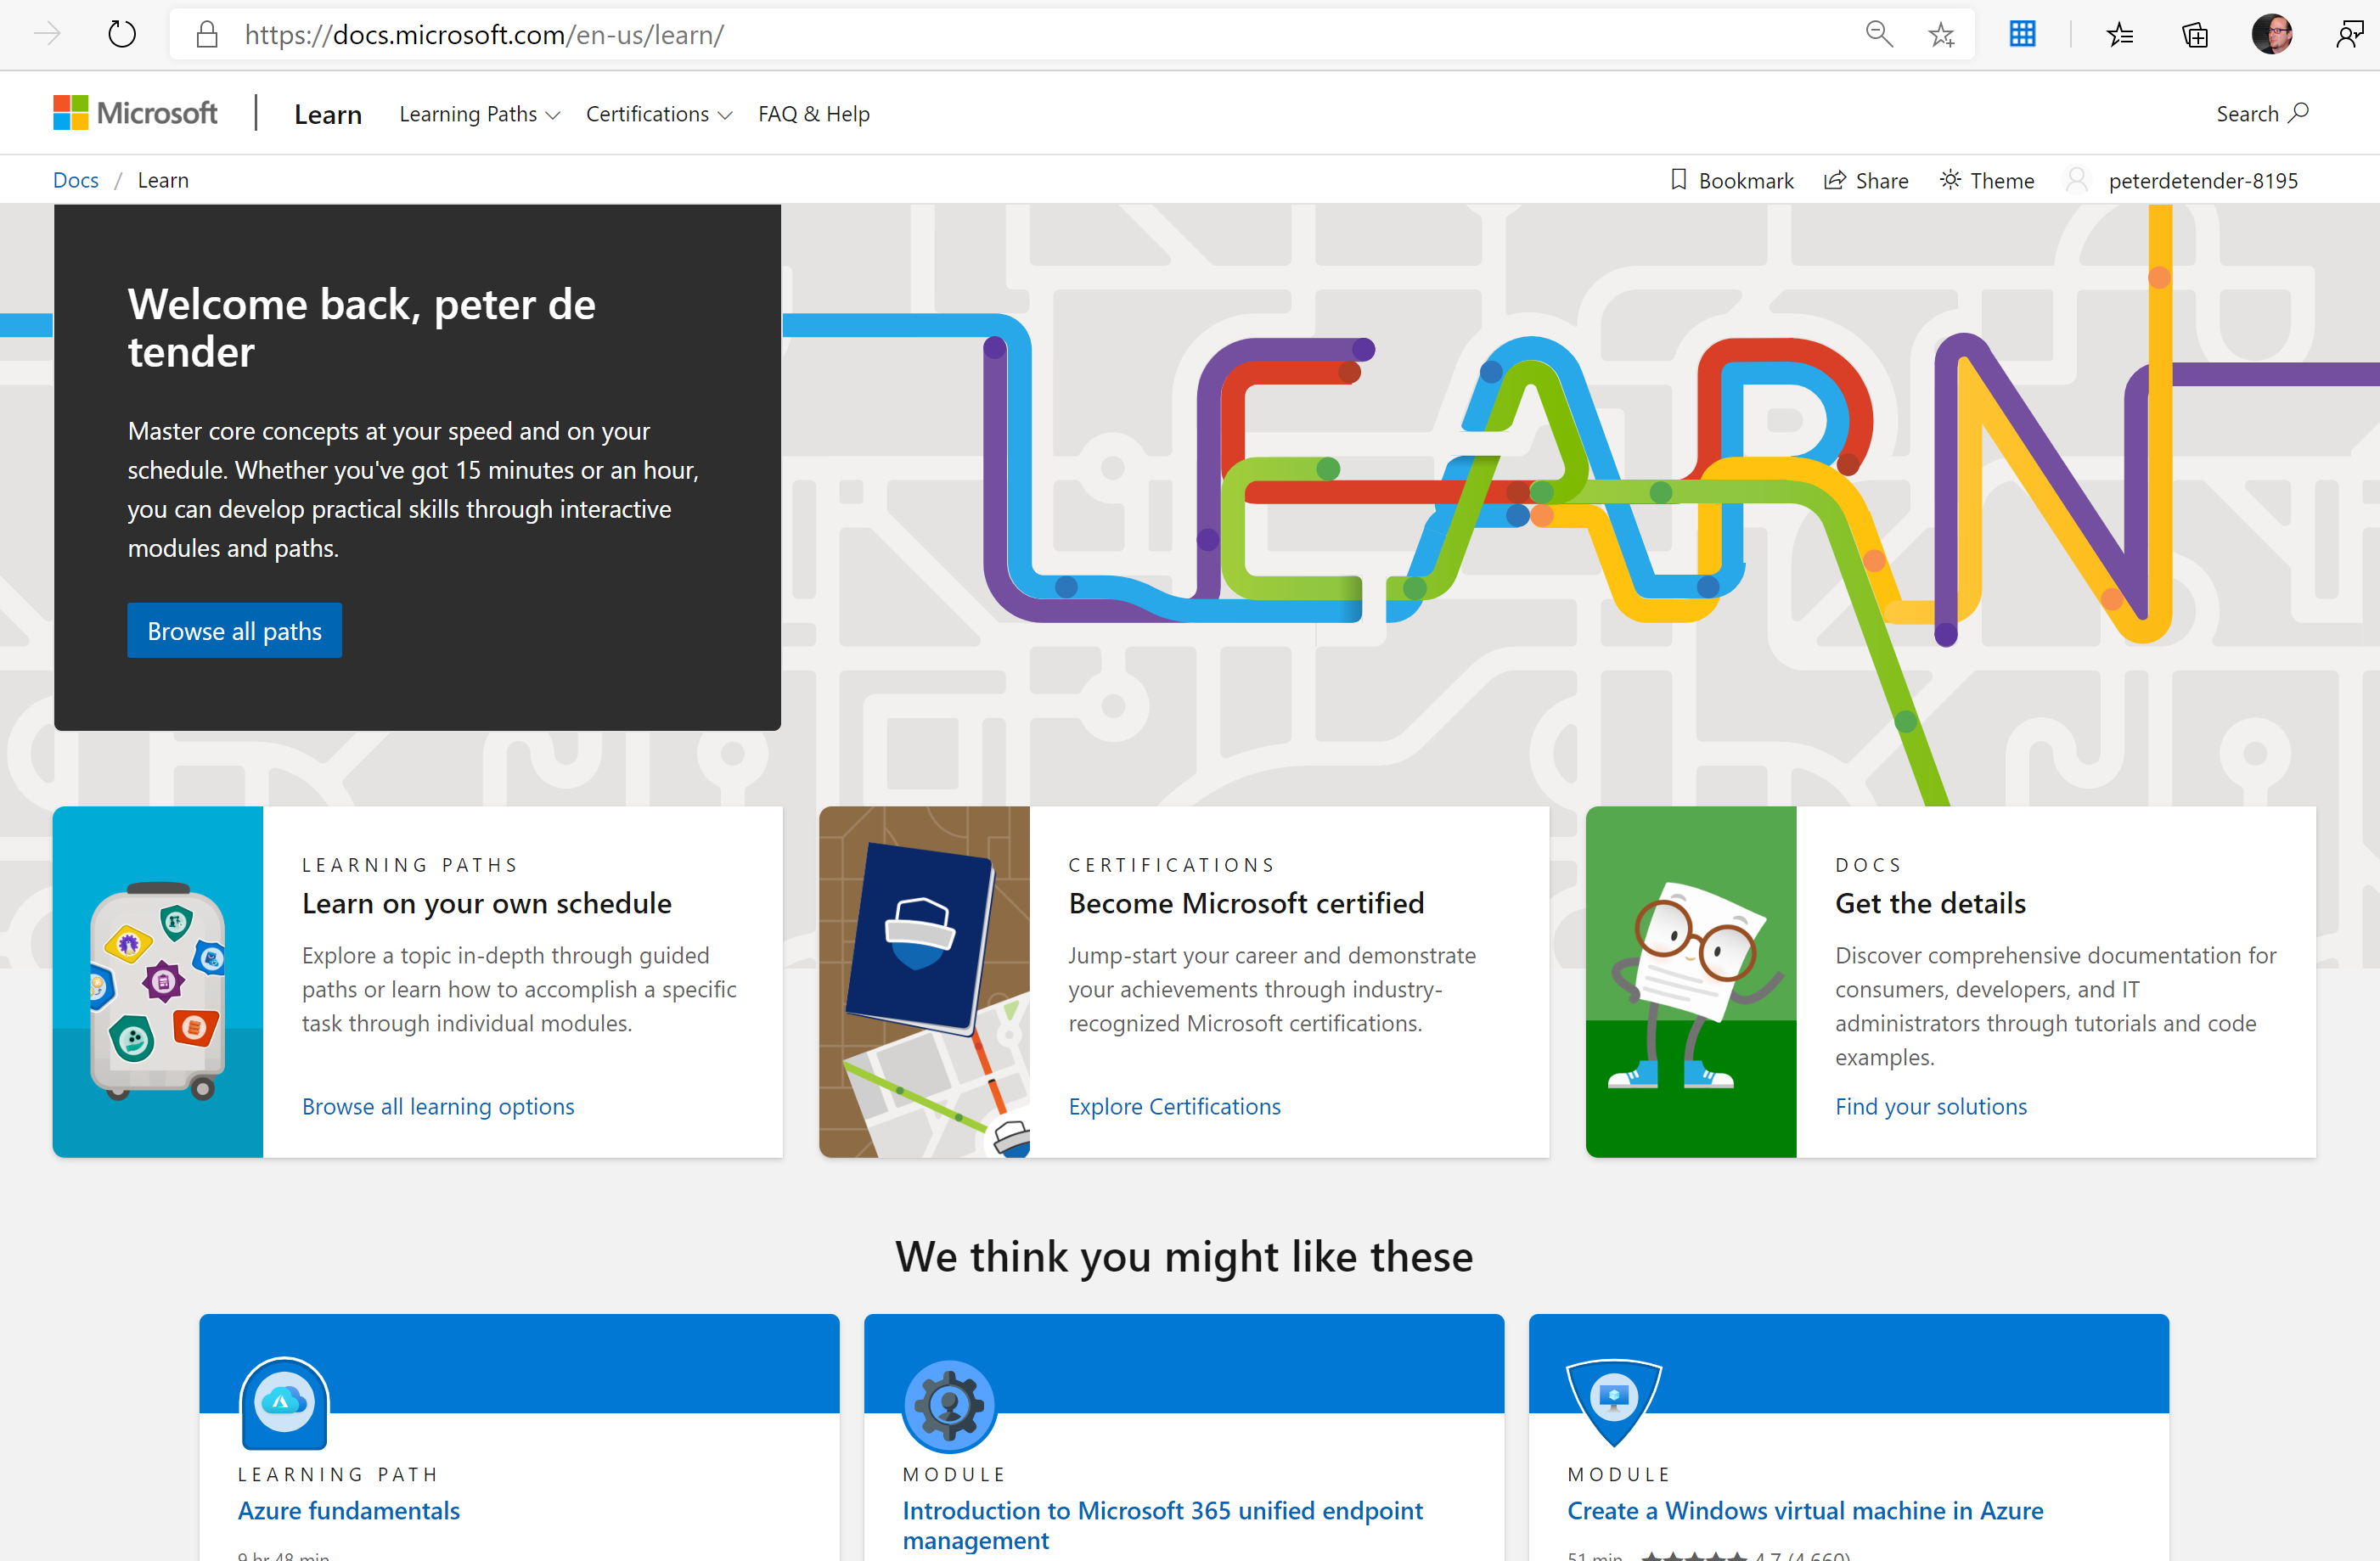 https://docs.microsoft.com/en-us/learn/
Microsoft
Learn
Learning Paths
Certifications
FAQ & Help
Search
Docs / Learn
Bookmark
Share
Theme
peterdetender-8195
Welcome back, peter de
tender
Master core concepts at your speed and on your
schedule. Whether you've got 15 minutes or an hour,
you can develop practical skills through interactive
modules and paths.
Browse all paths
LEARN
LEARNING PATHS
Learn on your own schedule
Explore a topic in-depth through guided
paths or learn how to accomplish a specific
task through individual modules.
Browse all learning options
CERTIFICATIONS
Become Microsoft certified
Jump-start your career and demonstrate
your achievements through industry-
recognized Microsoft certifications.
Explore Certifications
DOCS
Get the details
Discover comprehensive documentation for
consumers, developers, and IT
administrators through tutorials and code
examples.
Find your solutions
We think you might like these
LEARNING PATH
Azure fundamentals
9 hr 48 min
MODULE
Introduction to Microsoft 365 unified endpoint
management
MODULE
Create a Windows virtual machine in Azure
51 min
4.7 (4,660)